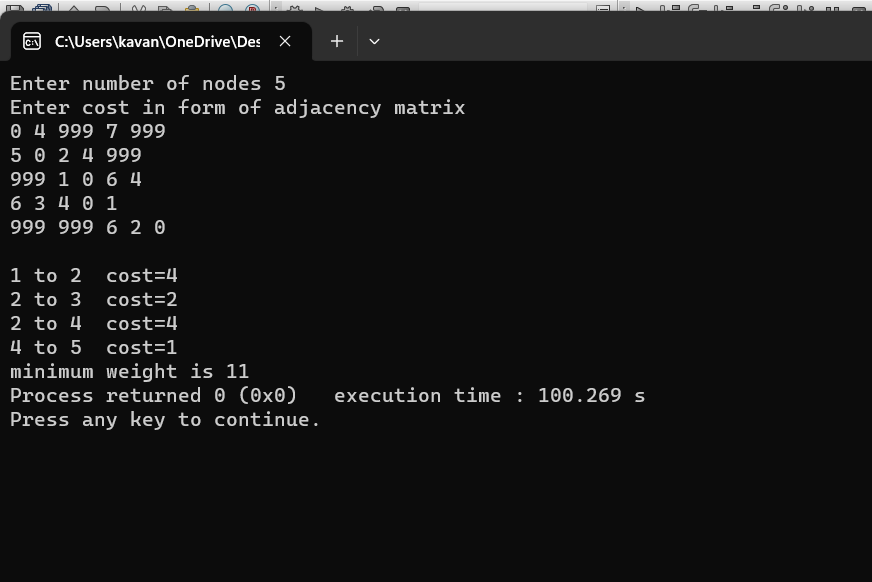 C:\Users\kavan\OneDrive\Des
Enter number of nodes 5
Enter cost in form of adjacency matrix
0 4 999 7 999
5 0 2 4 999
999 1 0 6 4
6 3 4 0 1
999 999 6 2 0
1 to 2  cost=4
2 to 3  cost=2
2 to 4  cost=4
4 to 5  cost=1
minimum weight is 11
Process returned 0 (0x0)   execution time : 100.269 s
Press any key to continue.